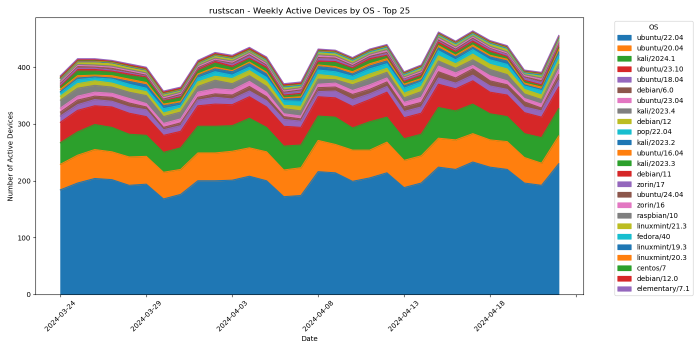 rustscan - Weekly Active Devices by OS - Top 25
OS
ubuntu/22.04
ubuntu/20.04
kali/2024.1
ubuntu/23.10
ubuntu/18.04
debian/6.0
ubuntu/23.04
kali/2023.4
debian/12
pop/22.04
kali/2023.2
ubuntu/16.04
kali/2023.3
debian/11
zorin/17
ubuntu/24.04
zorin/16
raspbian/10
linuxmint/21.3
fedora/40
linuxmint/19.3
linuxmint/20.3
centos/7
debian/12.0
elementary/7.1
Number of Active Devices
400
300
200
100
0
2024-03-24
2024-03-29
2024-04-03
2024-04-08
2024-04-13
2024-04-18
Date